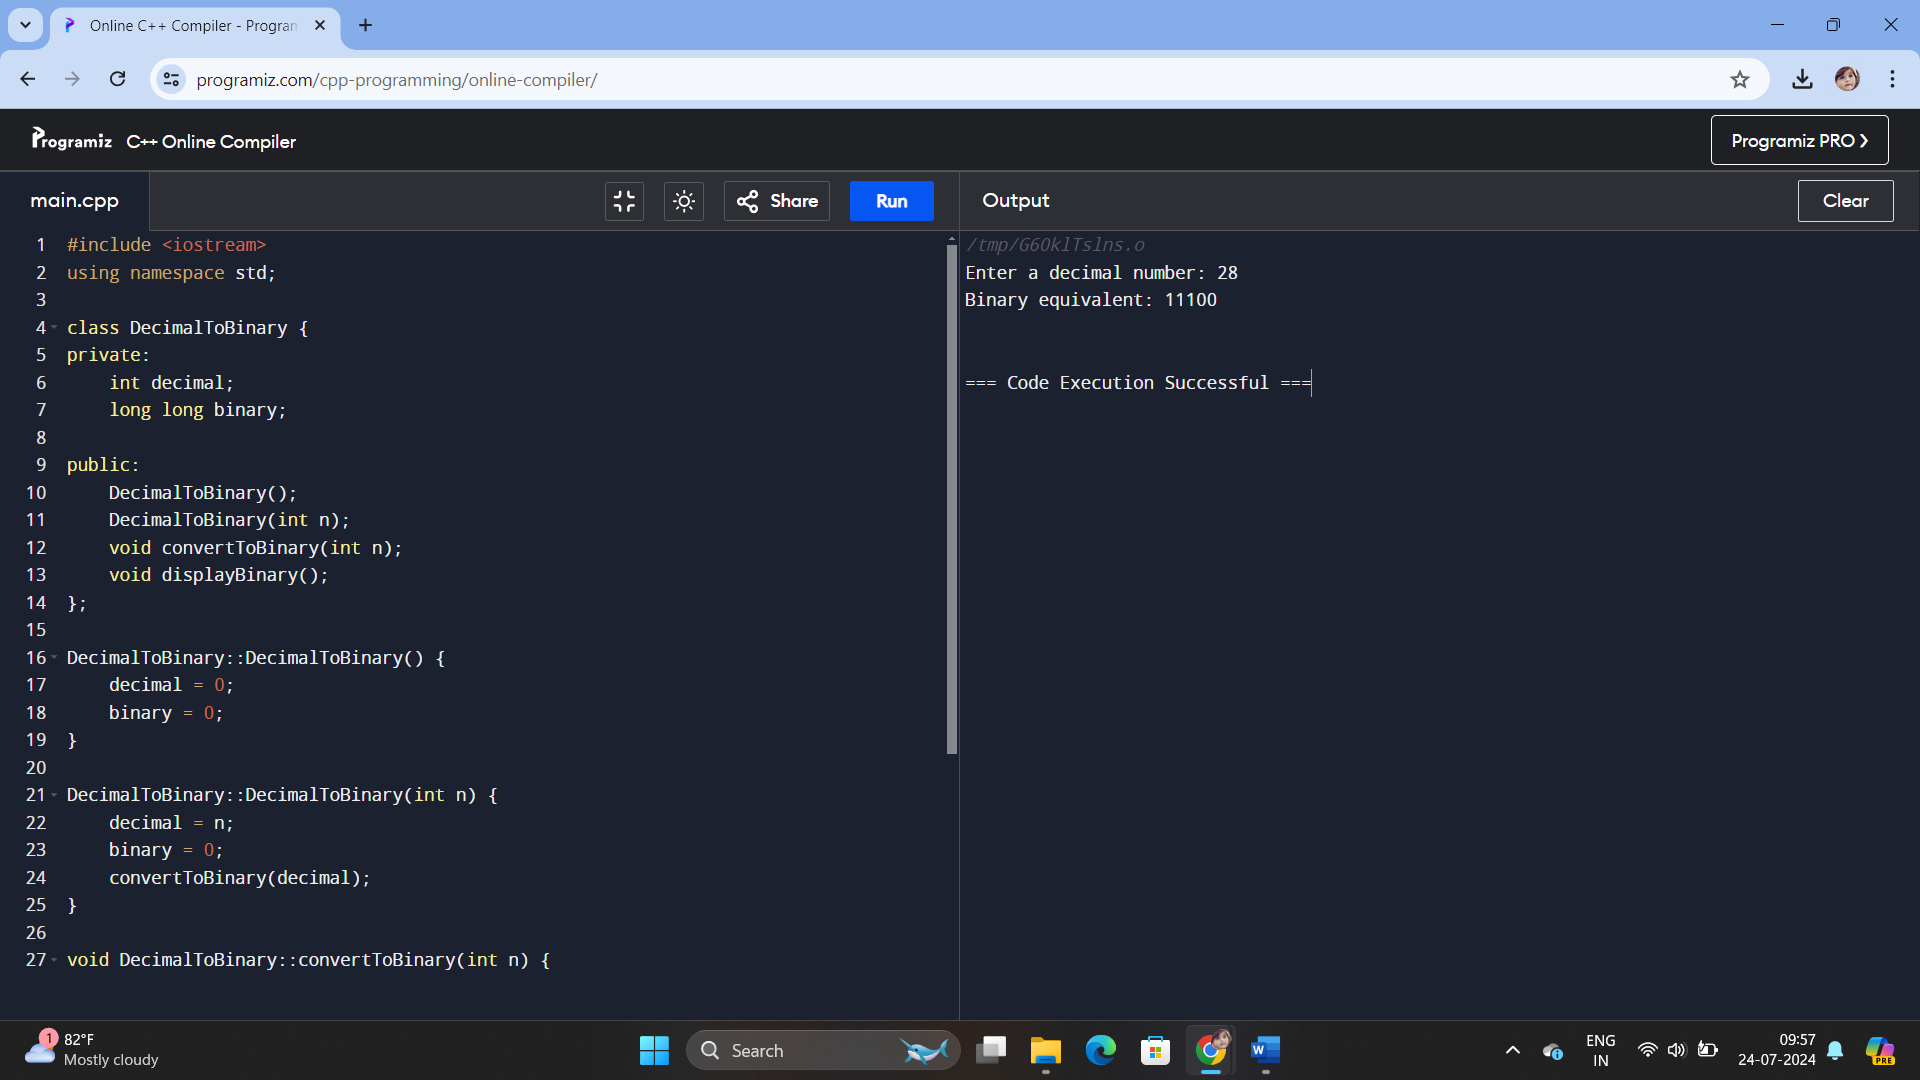 Online C++ Compiler - Program
programiz.com/cpp-programming/online-compiler/
Programiz C++ Online Compiler
Programiz PRO
main.cpp
Share
Run
Output
Clear
1 #include <iostream>
2 using namespace std;
3
4 class DecimalToBinary {
5 private:
6     int decimal;
7     long long binary;
8
9 public:
10     DecimalToBinary();
11     DecimalToBinary(int n);
12     void convertToBinary(int n);
13     void displayBinary();
14 };
15
16 DecimalToBinary::DecimalToBinary() {
17     decimal = 0;
18     binary = 0;
19 }
20
21 DecimalToBinary::DecimalToBinary(int n) {
22     decimal = n;
23     binary = 0;
24     convertToBinary(decimal);
25 }
26
27 void DecimalToBinary::convertToBinary(int n) {
Enter a decimal number: 28
Binary equivalent: 11100
=== Code Execution Successful ===
1
82°F
Mostly cloudy
Search
W
PRE
ENG
IN
09:57
24-07-2024